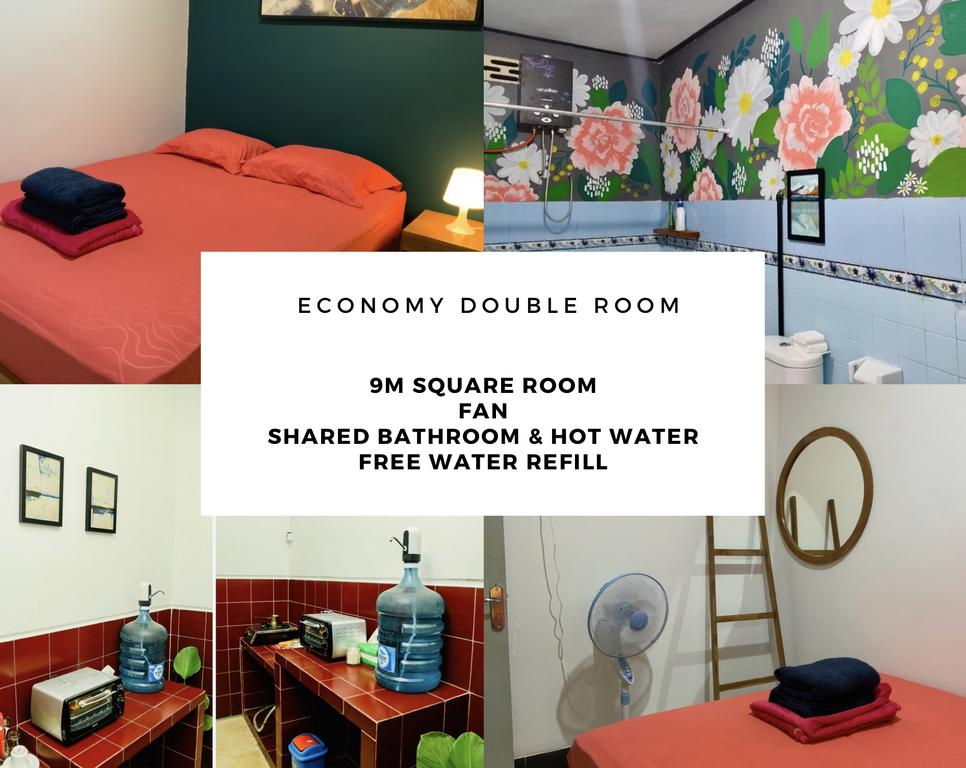 ECONOMY DOUBLE ROOM
9M SQUARE ROOM
FAN
SHARED BATHROOM & HOT WATER
FREE WATER REFILL